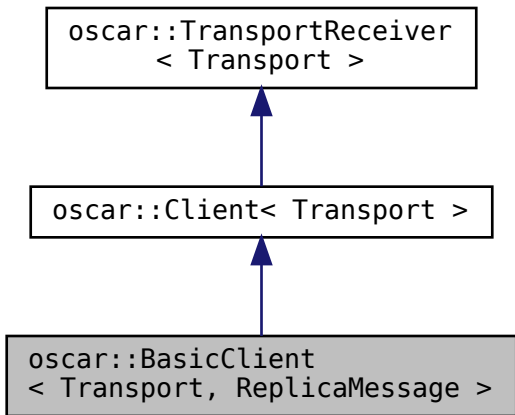 oscar::TransportReceiver
< Transport >
oscar::Client< Transport >
oscar::BasicClient
< Transport, ReplicaMessage >